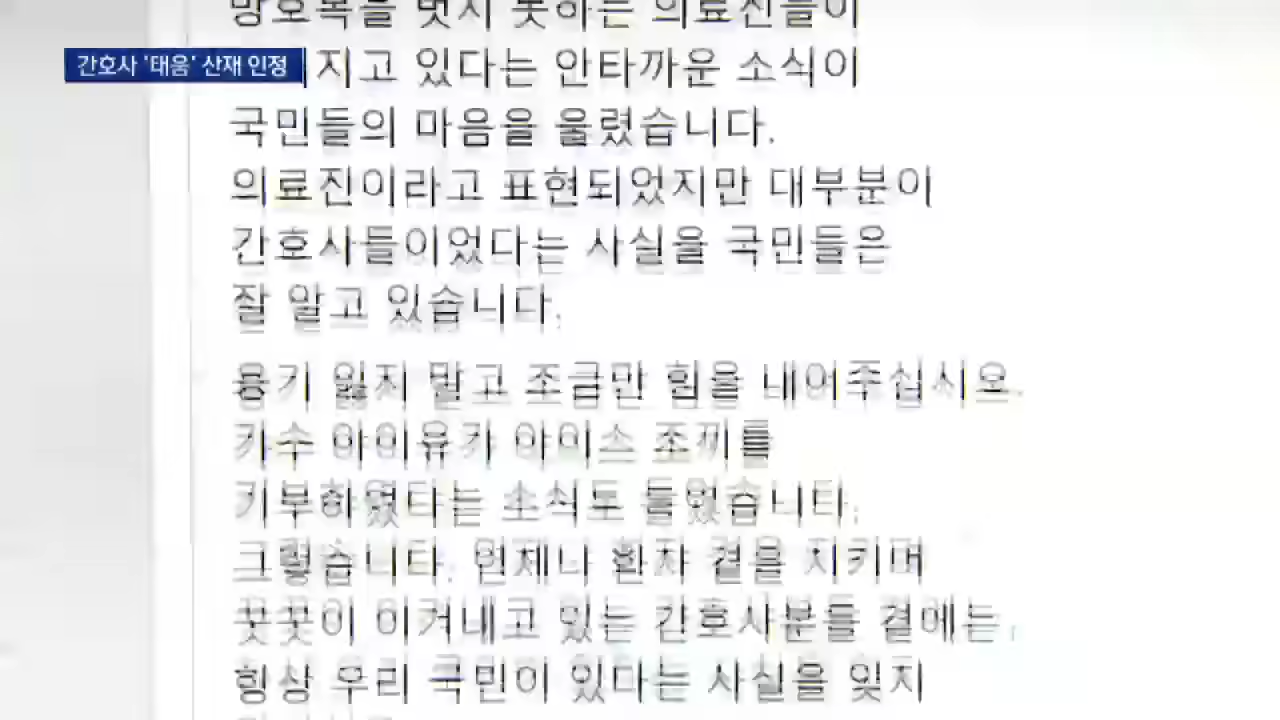 방호복을 벗지 못하는 의료진들이
간호사 '태움' 산재 인정
지고 있다는 안타까운 소식이
국민들의 마음을 울렸습니다.
의료진이라고 표현되었지만 대부분이
간호사들이었다는 사실을 국민들은
잘 알고 있습니다.
용기 잃지 말고 조금만 힘을 내어주십시오.
가수 아이유가 아이스 조끼를
기부하였다는 소식도 들었습니다.
그렇습니다. 언제나 환자 곁을 지키며
꿋꿋이 이겨내고 있는 간호사분들 곁에는,
항상 우리 국민이 있다는 사실을 잊지